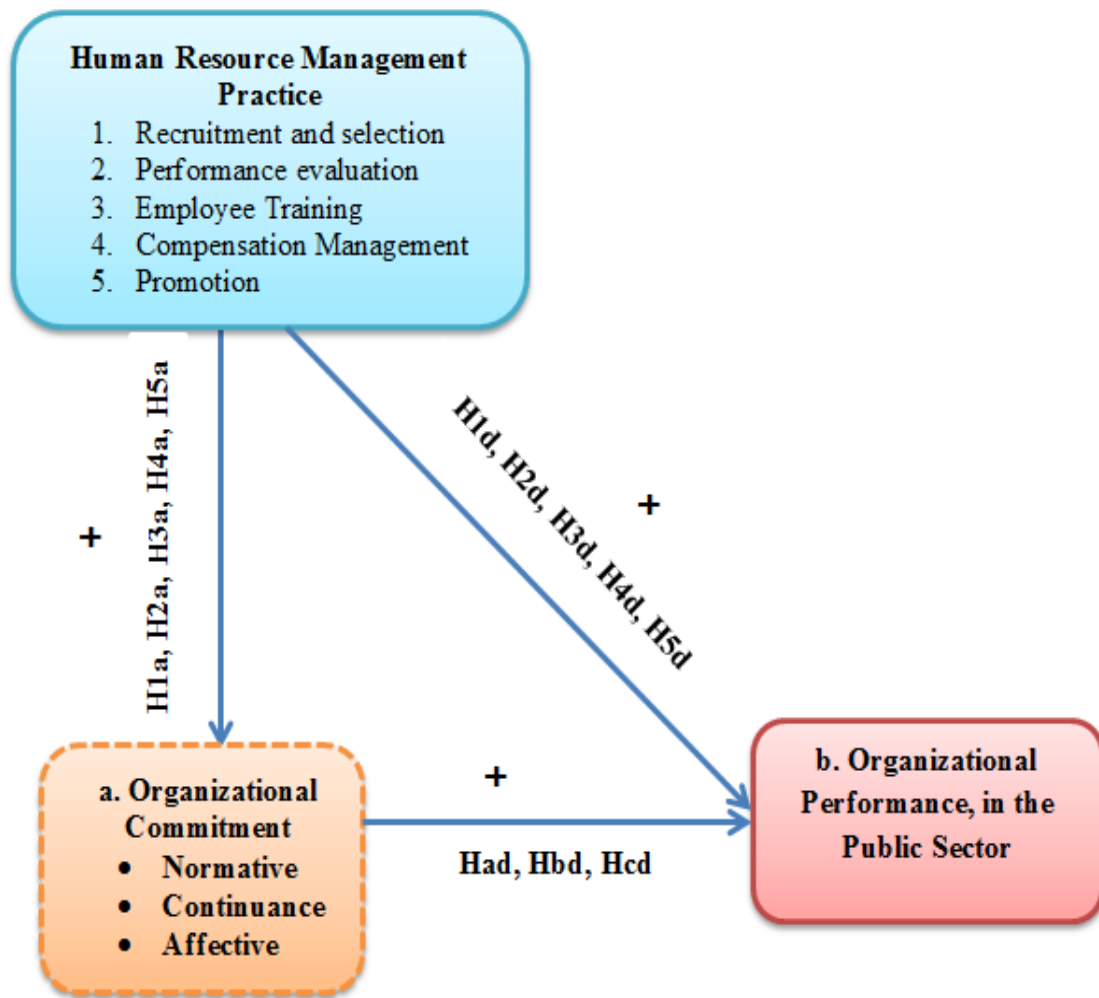 Human Resource Management
Practice
1. Recruitment and selection
2. Performance evaluation
3. Employee Training
4. Compensation Management
5. Promotion
+
H1a, H2a, H3a, H4a, H5a
H1d, H2d, H3d, H4d, H5d
+
a. Organizational
Commitment
• Normative
• Continuance
• Affective
+
Had, Hbd, Hcd
b. Organizational
Performance, in the
Public Sector